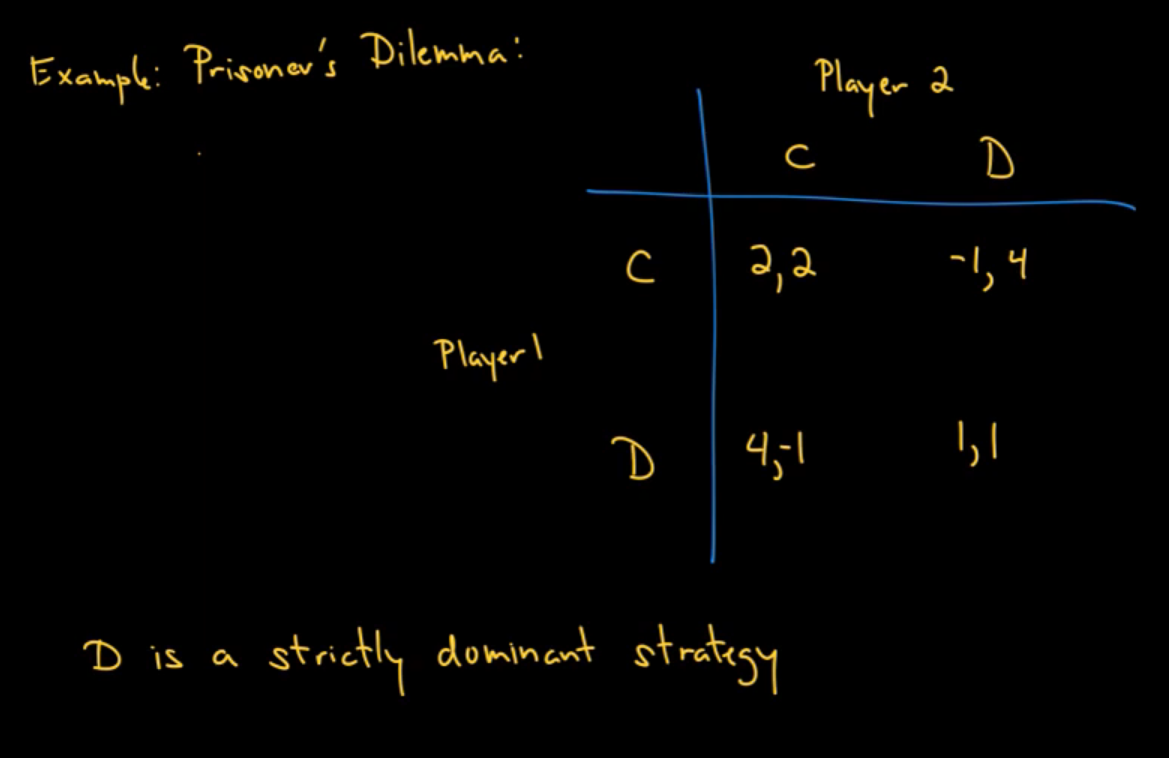 Example: Prisoner's Dilemma:
Player 2
C D
C 2,2 -1,4
Player 1
D 4,-1 1,1
D is a strictly dominant strategy